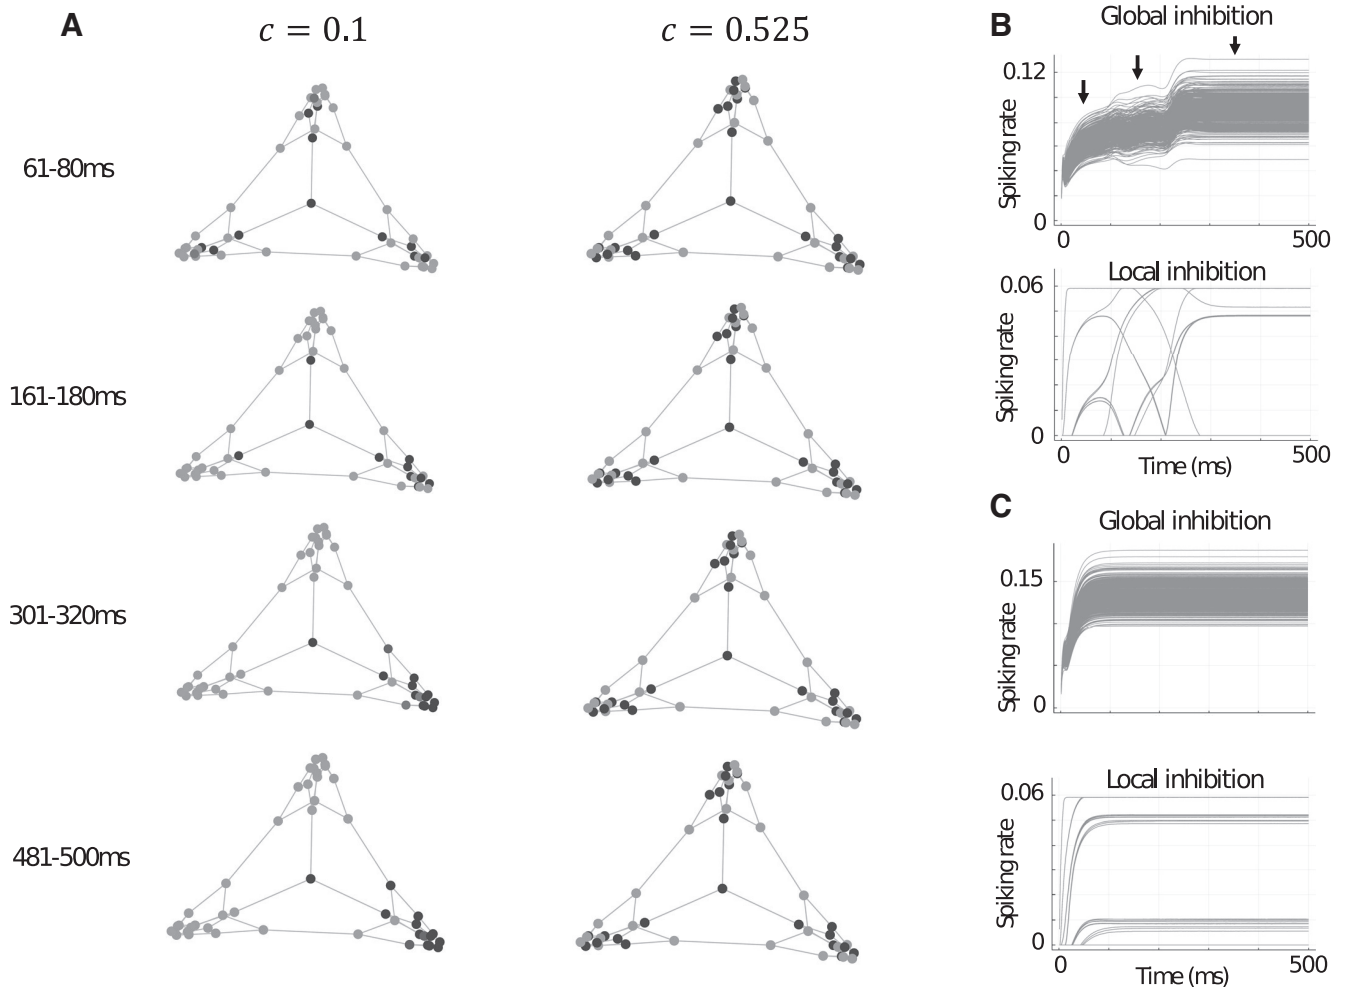 A
c = 0.1
c = 0.525
61-80ms
161-180ms
301-320ms
481-500ms
B
Global inhibition
0.12
Spiking rate
0
0
500
Local inhibition
0.06
Spiking rate
0
0
Time (ms)
500
C
Global inhibition
0.15
Spiking rate
0
Local inhibition
0.06
Spiking rate
0
0
Time (ms)
500